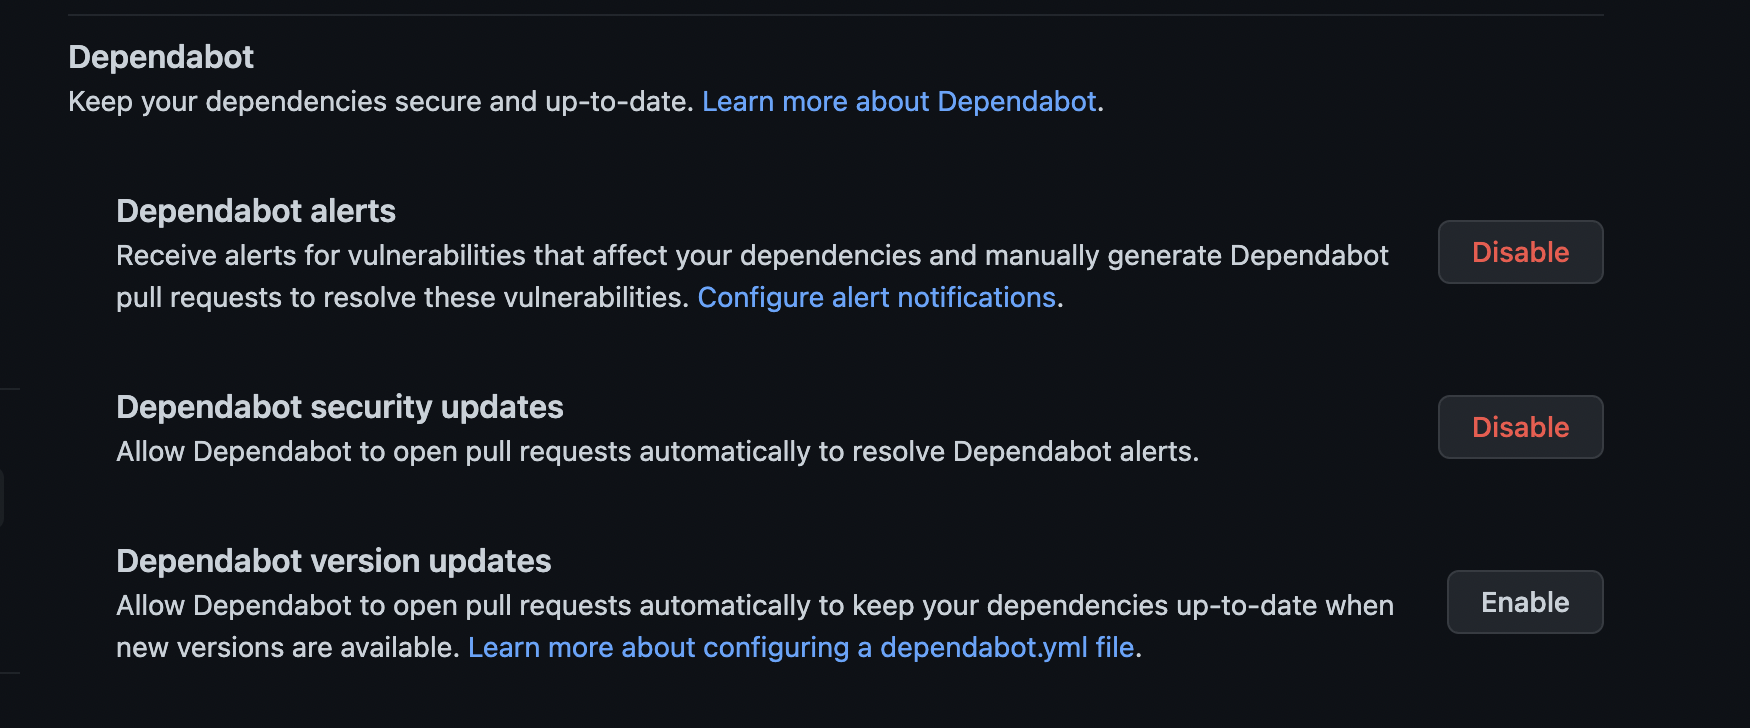 Dependabot
Keep your dependencies secure and up-to-date. Learn more about Dependabot.
Dependabot alerts
Receive alerts for vulnerabilities that affect your dependencies and manually generate Dependabot
pull requests to resolve these vulnerabilities. Configure alert notifications.
Disable
Dependabot security updates
Allow Dependabot to open pull requests automatically to resolve Dependabot alerts.
Disable
Dependabot version updates
Allow Dependabot to open pull requests automatically to keep your dependencies up-to-date when
new versions are available. Learn more about configuring a dependabot.yml file.
Enable